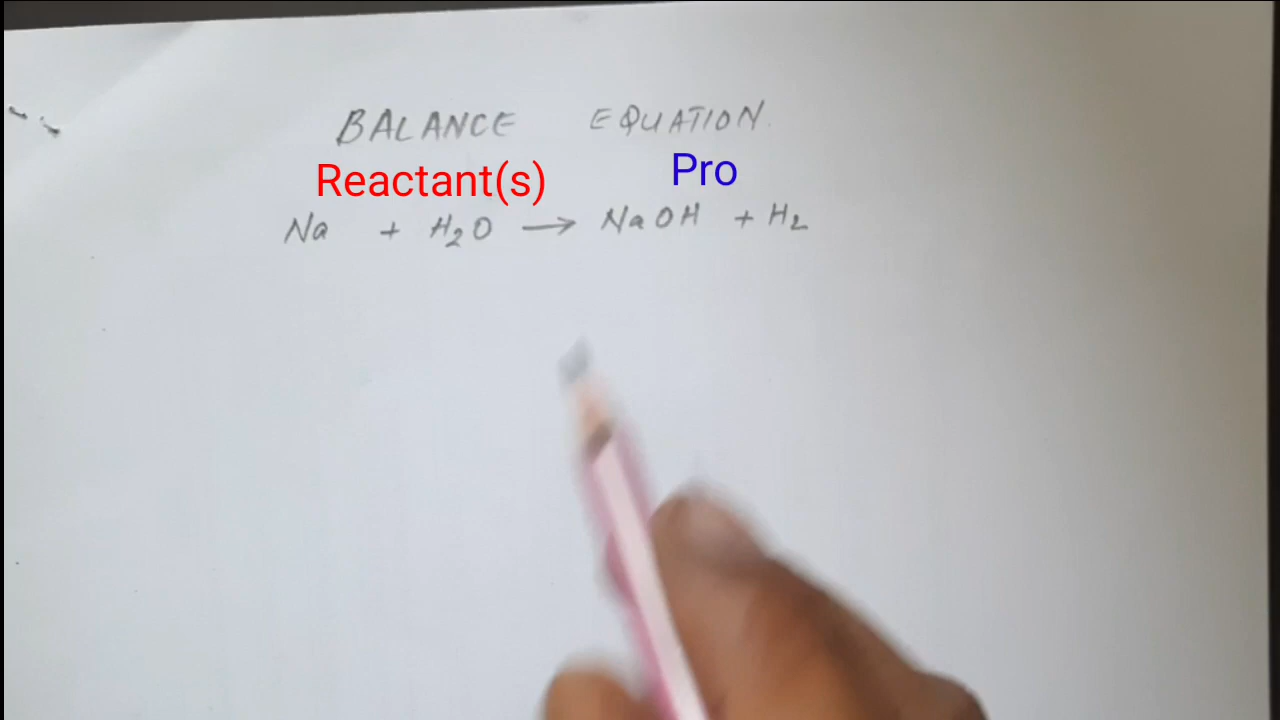 BALANCE EQUATION.
Reactant(s) Pro
Na + H₂O → NaOH + H₂